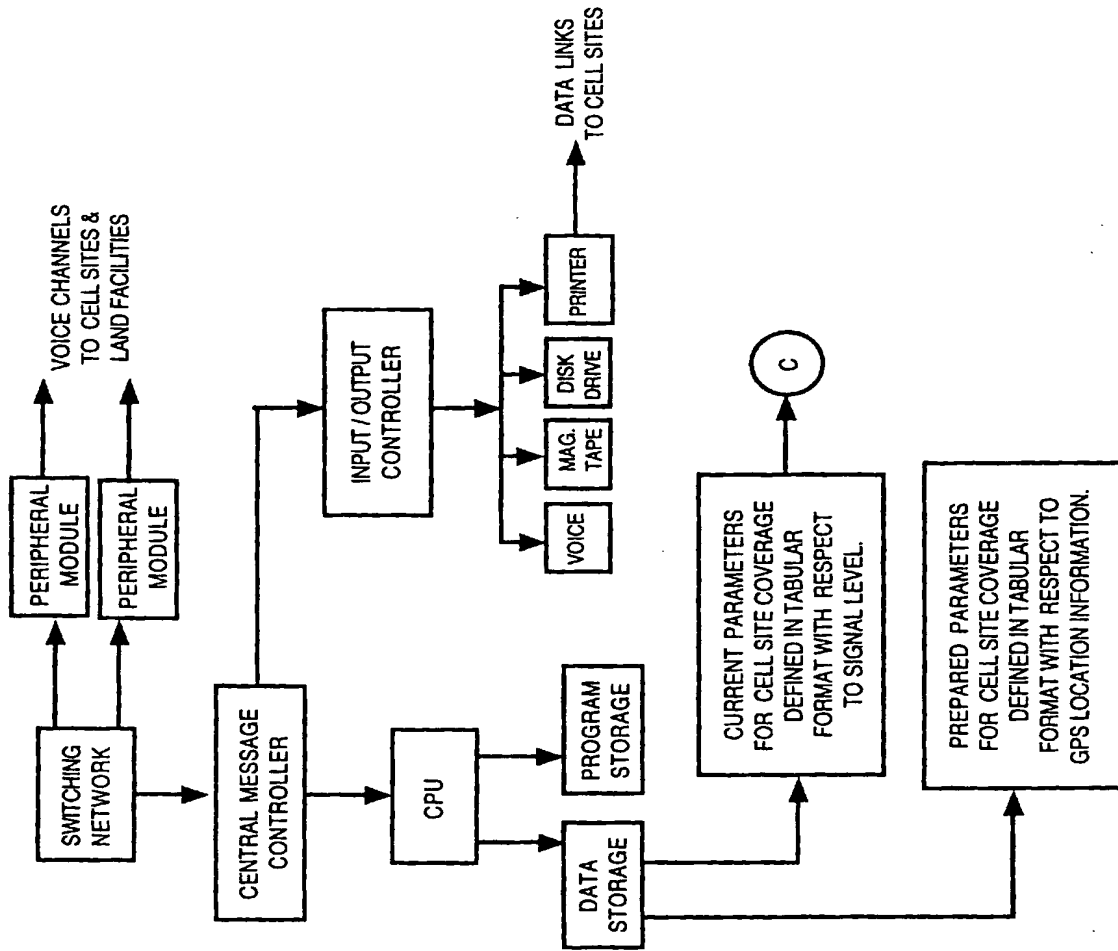 SWITCHING
NETWORK
PERIPHERAL
MODULE
PERIPHERAL
MODULE
VOICE CHANNELS
TO CELL SITES &
LAND FACILITIES
CENTRAL MESSAGE
CONTROLLER
INPUT / OUTPUT
CONTROLLER
CPU
VOICE
MAG.
TAPE
DISK
DRIVE
PRINTER
DATA LINKS
TO CELL SITES
DATA
STORAGE
PROGRAM
STORAGE
CURRENT PARAMETERS
FOR CELL SITE COVERAGE
DEFINED IN TABULAR
FORMAT WITH RESPECT
TO SIGNAL LEVEL.
C
PREPARED PARAMETERS
FOR CELL SITE COVERAGE
DEFINED IN TABULAR
FORMAT WITH RESPECT TO
GPS LOCATION INFORMATION.